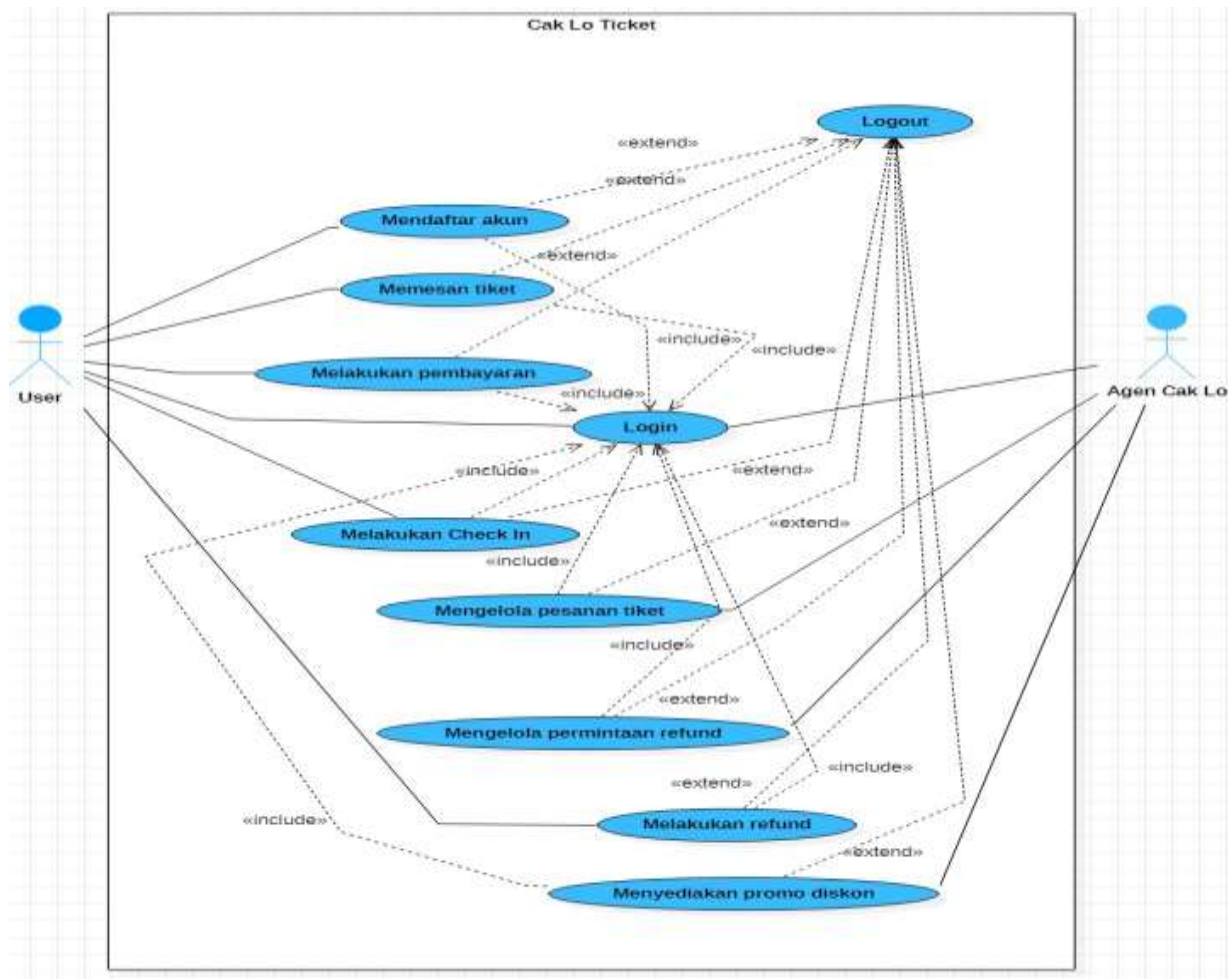 Cak Lo Ticket
Logout
«extend»
«extend»
Mendaftar akun
«extend»
Memesan tiket
«include»
«include»
Melakukan pembayaran
«include»
User
Agen Cak Lo
Login
«include»
«extend»
Melakukan Check In
«extend»
«include»
Mengelola pesanan tiket
«include»
«extend»
Mengelola permintaan refund
«include»
«extend»
«include»
Melakukan refund
«extend»
Menyediakan promo diskon